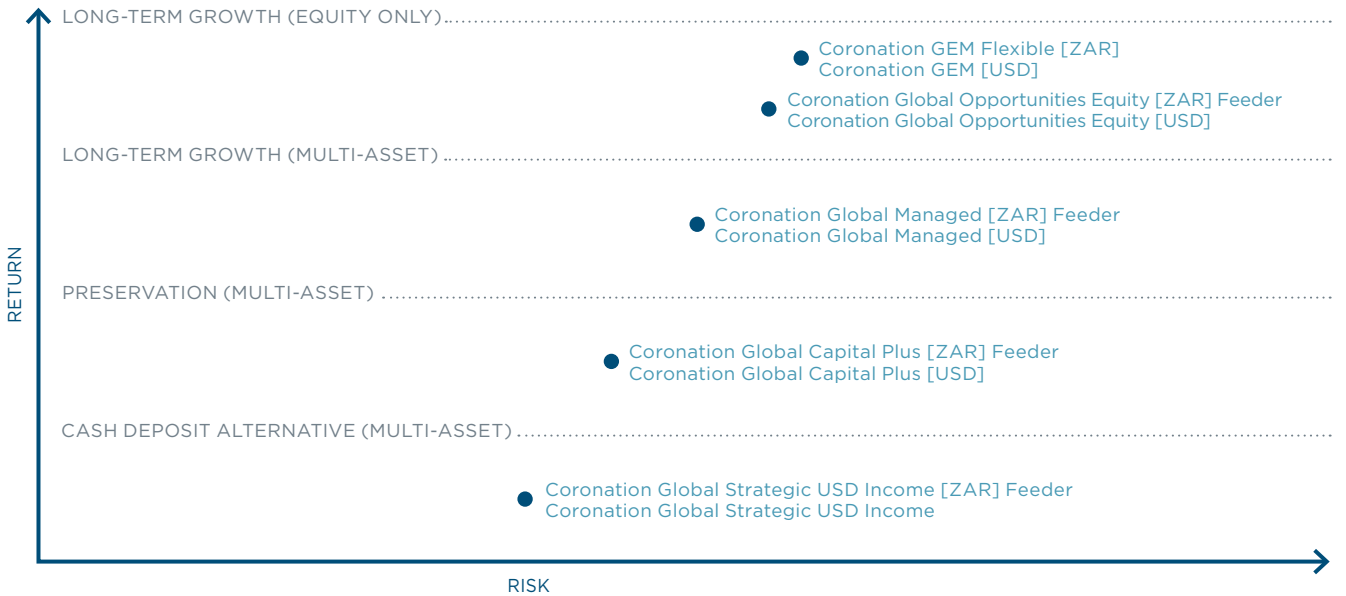 LONG-TERM GROWTH (EQUITY ONLY)
Coronation GEM Flexible [ZAR]
Coronation GEM [USD]
Coronation Global Opportunities Equity [ZAR] Feeder
Coronation Global Opportunities Equity [USD]
LONG-TERM GROWTH (MULTI-ASSET)
Coronation Global Managed [ZAR] Feeder
Coronation Global Managed [USD]
PRESERVATION (MULTI-ASSET)
Coronation Global Capital Plus [ZAR] Feeder
Coronation Global Capital Plus [USD]
CASH DEPOSIT ALTERNATIVE (MULTI-ASSET)
Coronation Global Strategic USD Income [ZAR] Feeder
Coronation Global Strategic USD Income
RETURN
RISK